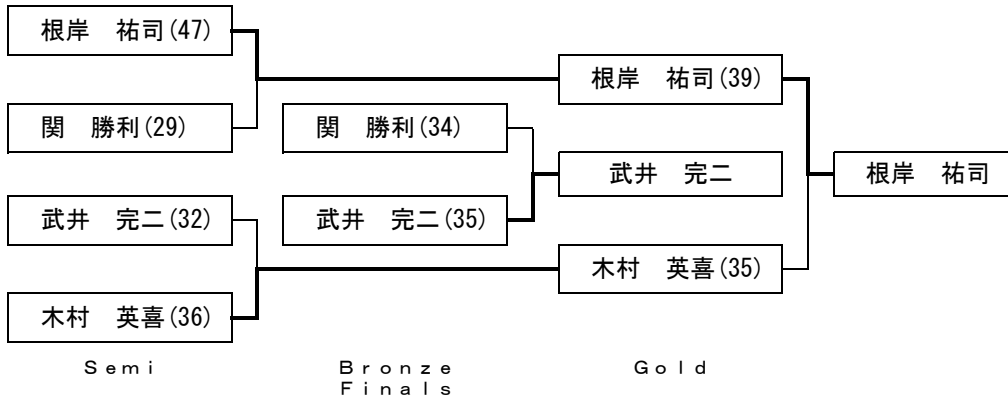 根岸　祐司(47)
関　勝利(29)
武井　完二(32)
木村　英喜(36)
Ｓｅｍｉ
関　勝利(34)
武井　完二(35)
Ｂｒｏｎｚｅ
Ｆｉｎａｌｓ
根岸　祐司(39)
武井　完二
木村　英喜(35)
Ｇｏｌｄ
根岸　祐司